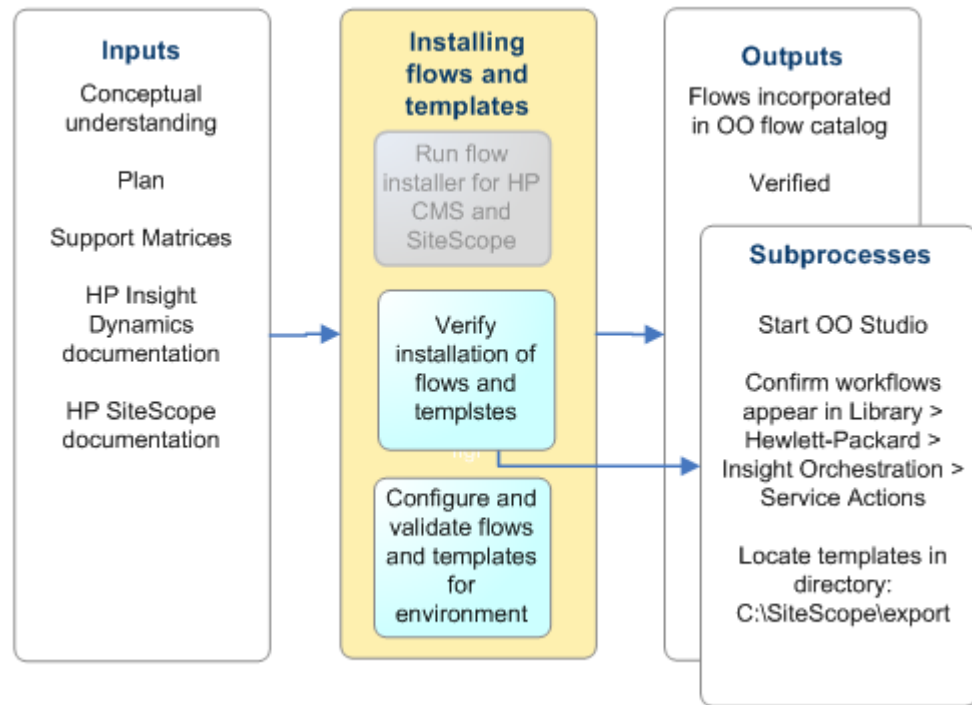 Inputs
Conceptual
understanding
Plan
Support Matrices
HP Insight
Dynamics
documentation
HP SiteScope
documentation
Installing
flows and
templates
Run flow
installer for HP
CMS and
SiteScope
Verify
installation of
flows and
templstes
Configure and
validate flows
and templates
for
environment
Outputs
Flows incorporated
in OO flow catalog
Verified
Subprocesses
Start OO Studio
Confirm workflows
appear in Library >
Hewlett-Packard >
Insight Orchestration >
Service Actions
Locate templates in
directory:
C:\SiteScope\export